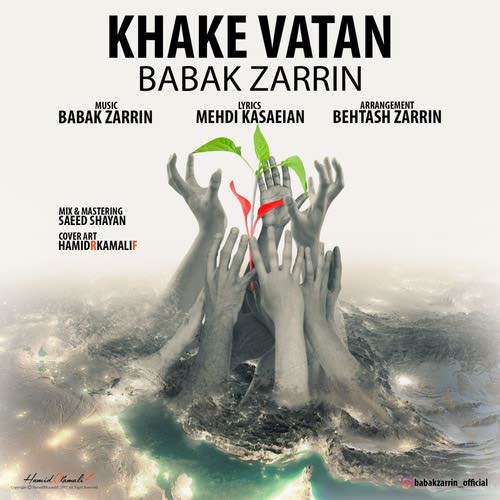 KHAKE VATAN
BABAK ZARRIN
MUSIC
BABAK ZARRIN
LYRICS
MEHDI KASAEIAN
ARRANGEMENT
BEHTASH ZARRIN
MIX & MASTERING
SAEED SHAYAN
COVER ART
HAMIDRKAMALIF
HamidRKamaliF
babakzarrin_official